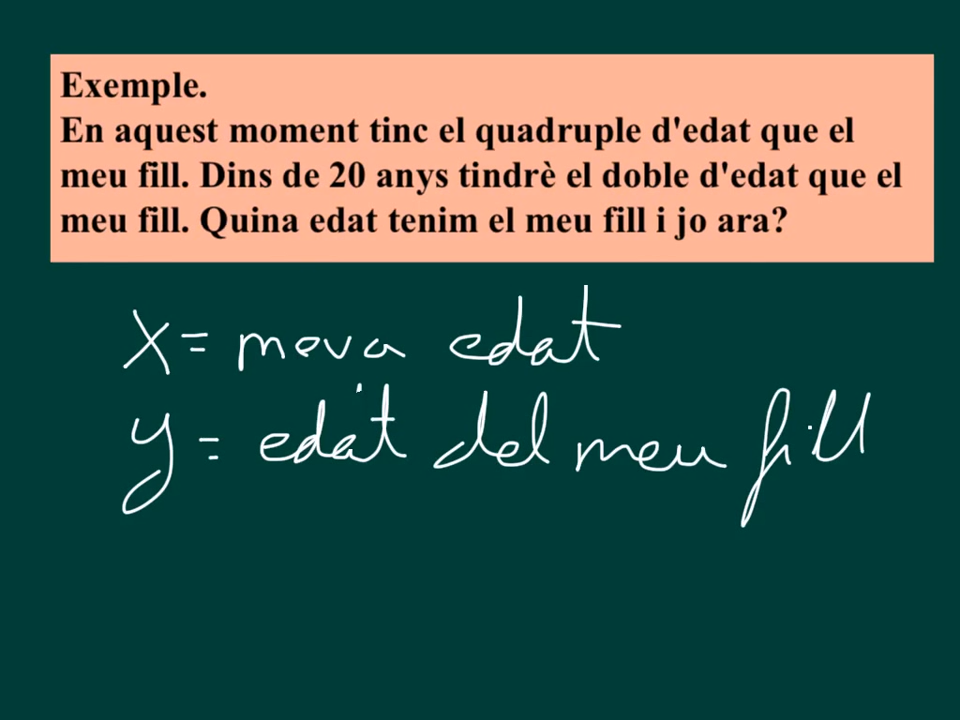 Exemple.
En aquest moment tinc el quadruple d'edat que el
meu fill. Dins de 20 anys tindrè el doble d'edat que el
meu fill. Quina edat tenim el meu fill i jo ara?
x = meva edat
y = edat del meu fill